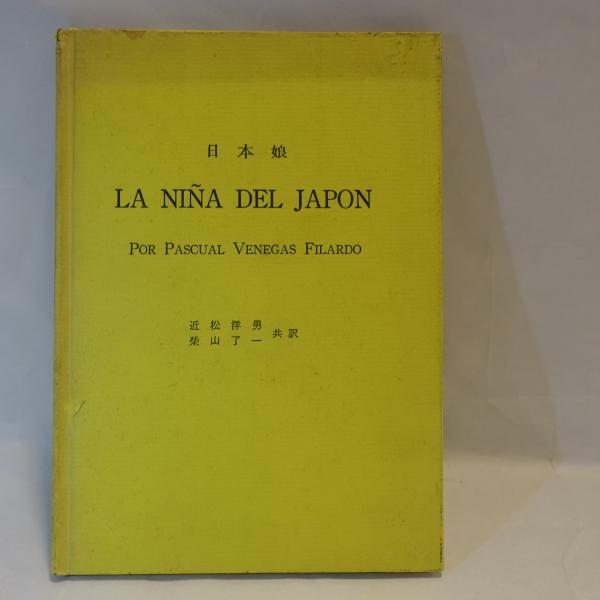 日本娘
LA NIÑA DEL JAPON
POR PASCUAL VENEGAS FILARDO
近松洋男
柴山了一 共訳